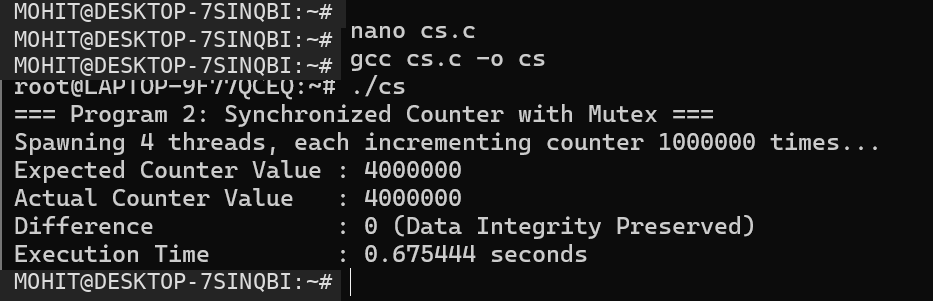 MOHIT@DESKTOP-7SINQBI:~#
MOHIT@DESKTOP-7SINQBI:~# nano cs.c
MOHIT@DESKTOP-7SINQBI:~# gcc cs.c -o cs
root@LAPTOP-9F77QCEQ:~# ./cs
=== Program 2: Synchronized Counter with Mutex ===
Spawning 4 threads, each incrementing counter 1000000 times...
Expected Counter Value : 4000000
Actual Counter Value : 4000000
Difference : 0 (Data Integrity Preserved)
Execution Time : 0.675444 seconds
MOHIT@DESKTOP-7SINQBI:~#